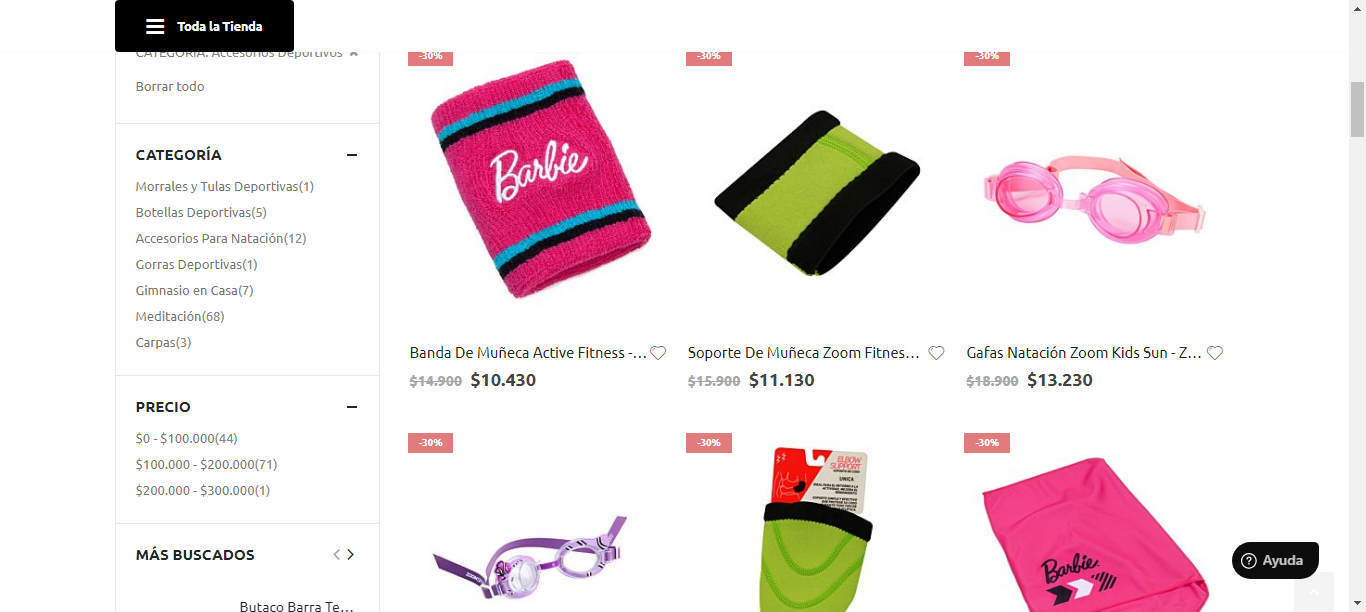 Toda la Tienda
CATEGORÍA: Accesorios Deportivos
Borrar todo
CATEGORÍA
Morrales y Tulas Deportivas(1)
Botellas Deportivas(5)
Accesorios Para Natación(12)
Gorras Deportivas(1)
Gimnasio en Casa(7)
Meditación(68)
Carpas(3)
PRECIO
$0 - $100.000(44)
$100.000 - $200.000(71)
$200.000 - $300.000(1)
MÁS BUSCADOS
Butaco Barra Te...
-30%
Barbie
Banda De Muñeca Active Fitness -...
$14.900 $10.430
-30%
Soporte De Muñeca Zoom Fitnes...
$15.900 $11.130
-30%
Gafas Natación Zoom Kids Sun - Z...
$18.900 $13.230
-30%
-30%
ELBOW
SUPPORT
UNICA
-30%
Barbie
Ayuda